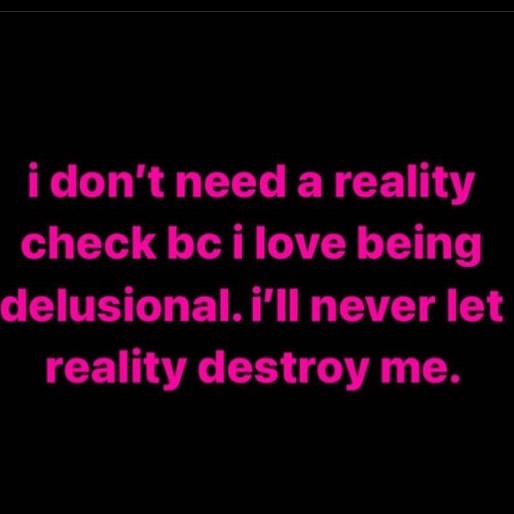 i don’t need a reality
check bc i love being
delusional. i’ll never let
reality destroy me.